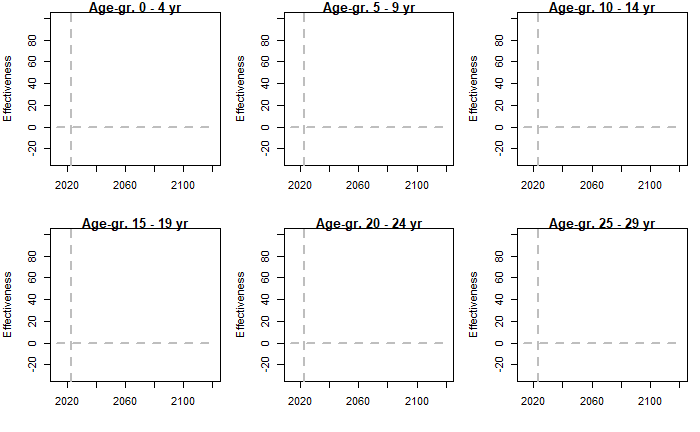 Age-gr. 0 - 4 yr
Age-gr. 5 - 9 yr
Age-gr. 10 - 14 yr
Effectiveness
-20 0 20 40 60 80
2020 2060 2100
Effectiveness
-20 0 20 40 60 80
2020 2060 2100
Effectiveness
-20 0 20 40 60 80
2020 2060 2100
Age-gr. 15 - 19 yr
Age-gr. 20 - 24 yr
Age-gr. 25 - 29 yr
Effectiveness
-20 0 20 40 60 80
2020 2060 2100
Effectiveness
-20 0 20 40 60 80
2020 2060 2100
Effectiveness
-20 0 20 40 60 80
2020 2060 2100